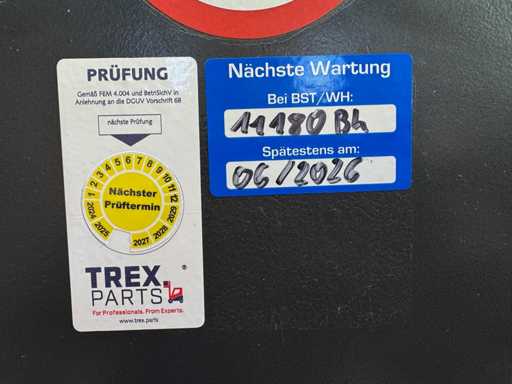 PRÜFUNG
Gemäß FEM 4.004 und BetrSichV in
Anlehnung an die DGUV Vorschrift 68
nächste Prüfung
1 2 3 4 5 6 7 8 9 10 11 12
2024 2025 2027 2028 2029
Nächster
Prüftermin
TREX.
PARTS
®
For Professionals. From Experts.
www.trex.parts
Nächste Wartung
Bei BST/WH:
11180 Bh
Spätestens am:
06/2026